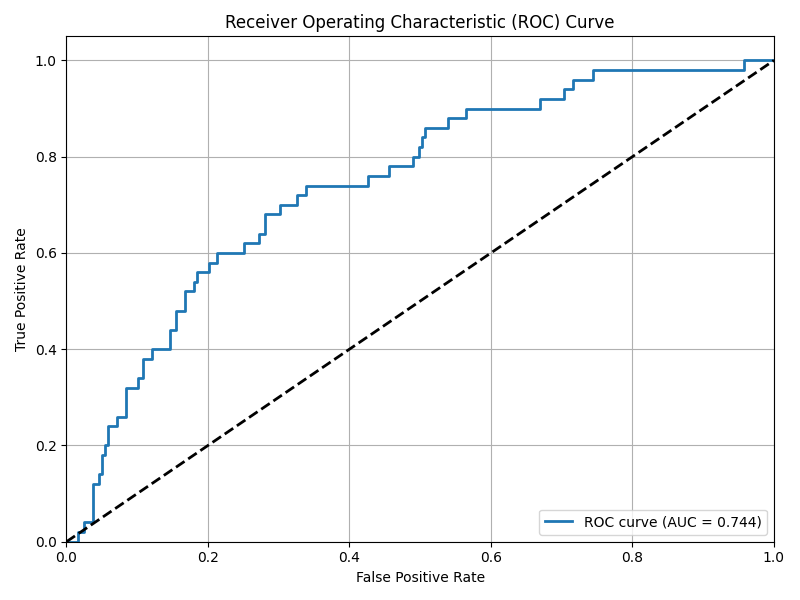 Receiver Operating Characteristic (ROC) Curve
True Positive Rate
1.0
0.8
0.6
0.4
0.2
0.0
ROC curve (AUC = 0.744)
0.0 0.2 0.4 0.6 0.8 1.0
False Positive Rate